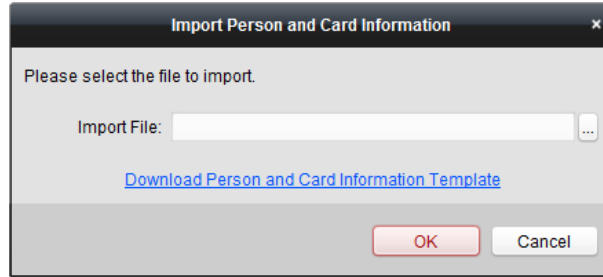 Import Person and Card Information ×
Please select the file to import.
Import File: ...
Download Person and Card Information Template
OK Cancel